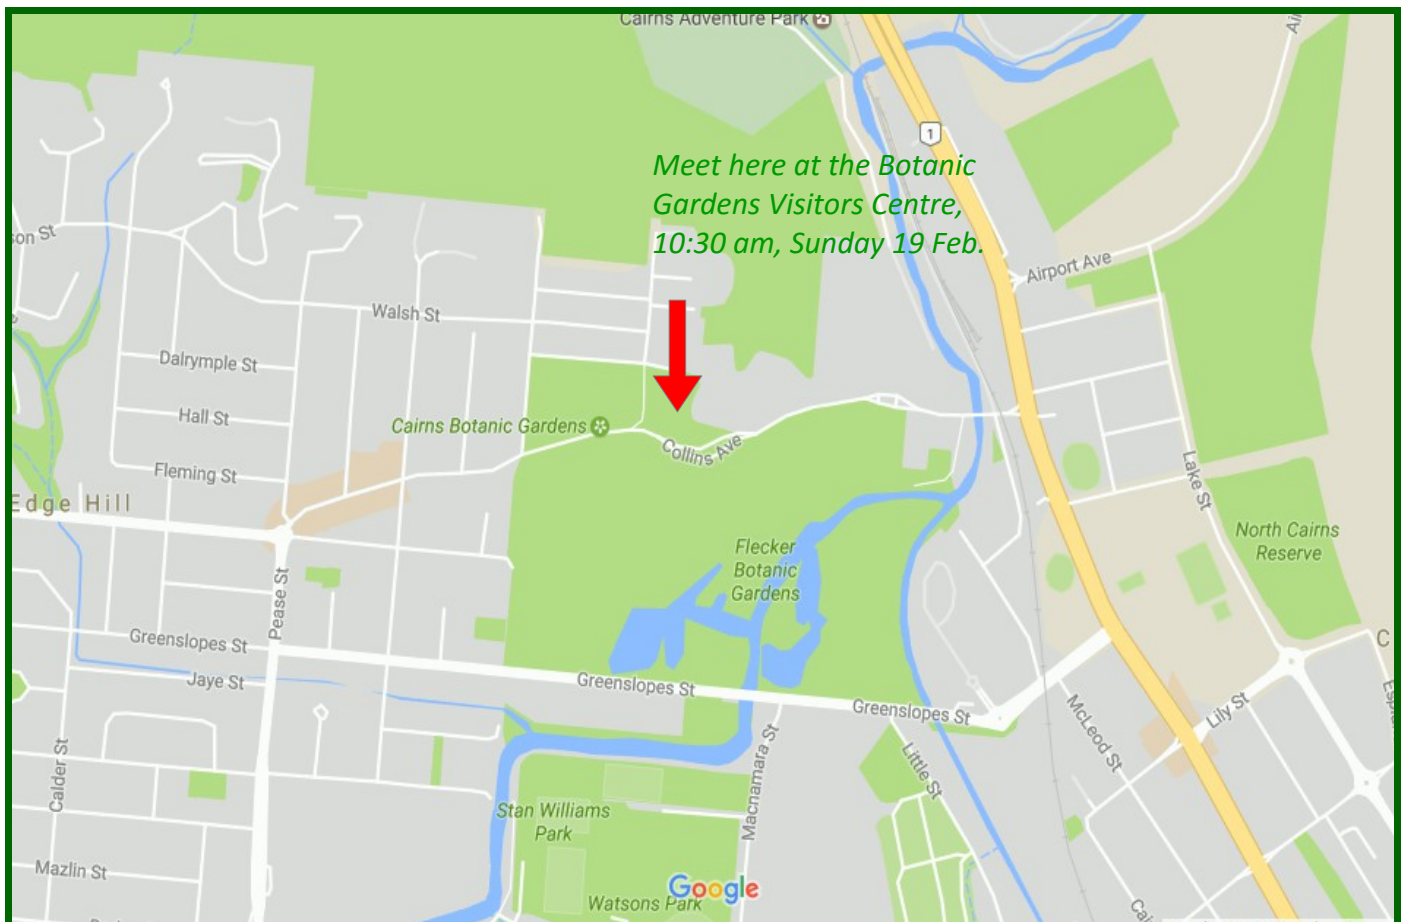 Cairns Adventure Park
1
Meet here at the Botanic
Gardens Visitors Centre,
10:30 am, Sunday 19 Feb.
son St
Airport Ave
Walsh St
Dalrymple St
Hall St
Cairns Botanic Gardens
Collins Ave
Fleming St
Lake St
Edge Hill
North Cairns
Reserve
Flecker
Botanic
Gardens
Pease St
Greenslopes St
Jaye St
Greenslopes St
Greenslopes St
Lily St
McLeod St
Little St
Macnamara St
Calder St
Stan Williams
Park
Mazlin St
Google
Watsons Park